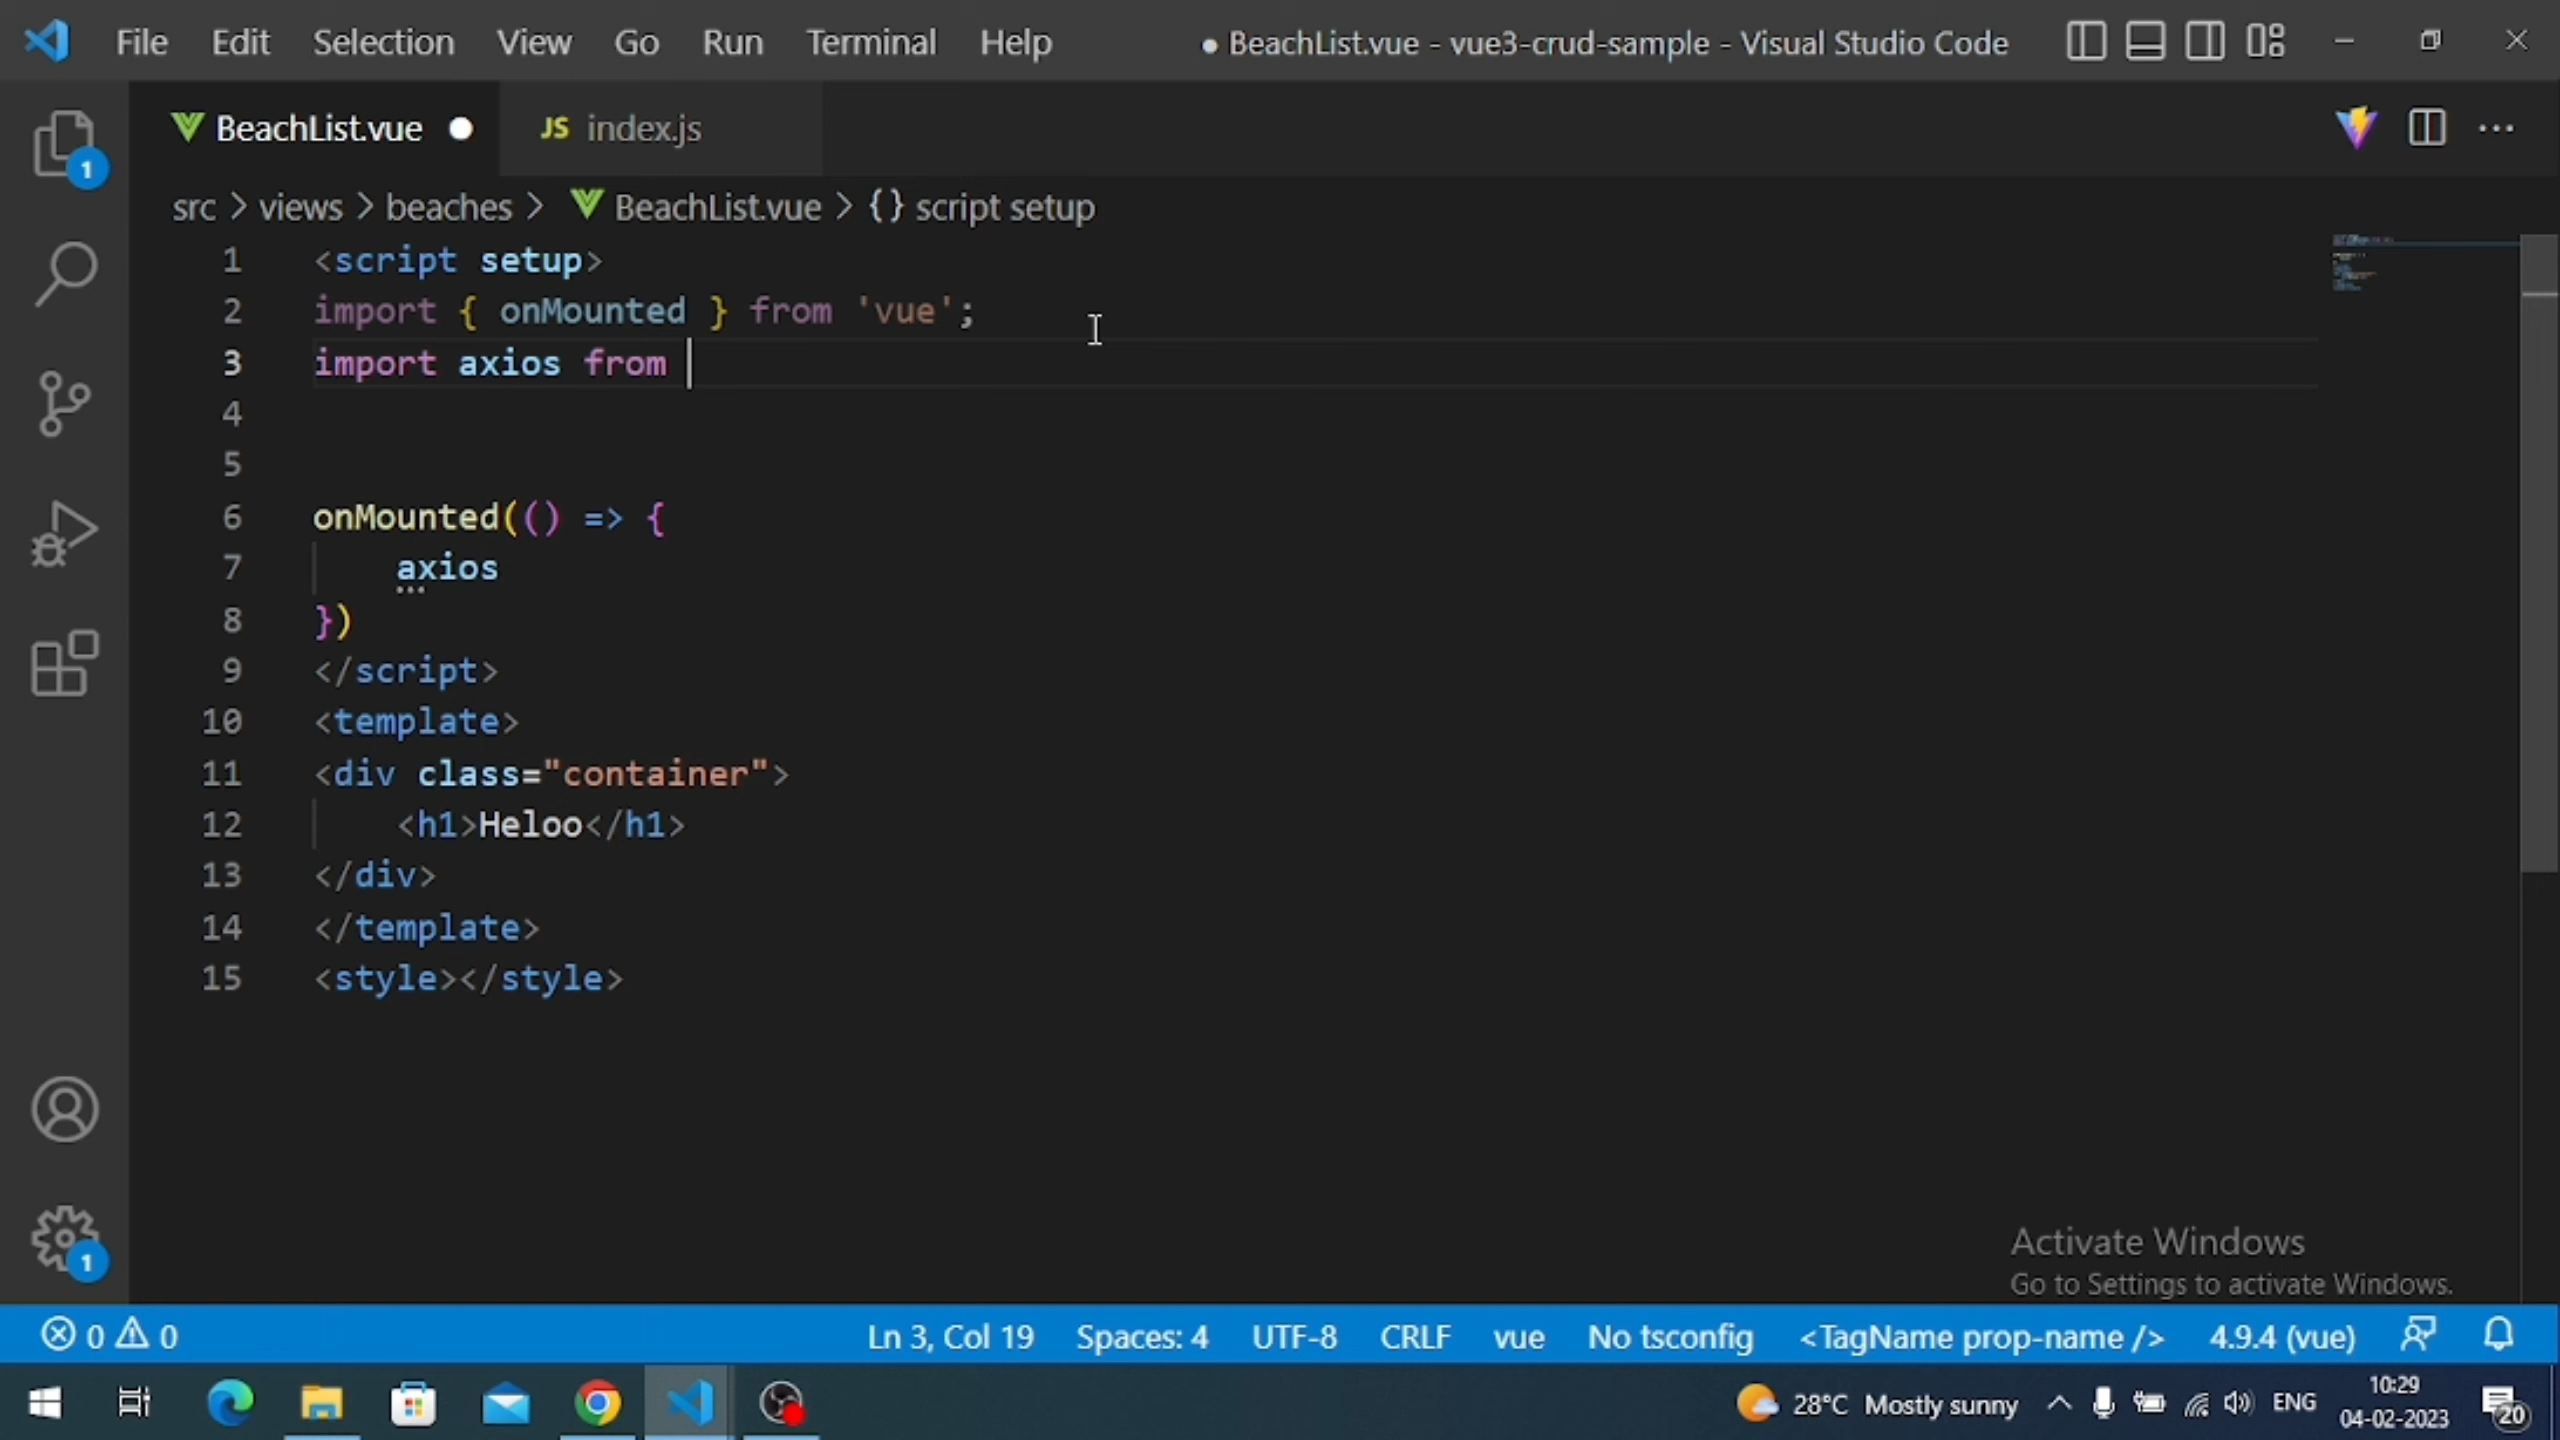 File Edit Selection View Go Run Terminal Help ● BeachList.vue - vue3-crud-sample - Visual Studio Code
BeachList.vue ● JS index.js
1
src > views > beaches > BeachList.vue > {} script setup
1 <script setup>
2 import { onMounted } from 'vue';
3 import axios from
4
5
6 onMounted(() => {
7 axios
8 })
9 </script>
10 <template>
11 <div class="container">
12 <h1>Heloo</h1>
13 </div>
14 </template>
15 <style></style>
Activate Windows
Go to Settings to activate Windows.
1
0 0 Ln 3, Col 19 Spaces: 4 UTF-8 CRLF vue No tsconfig <TagName prop-name /> 4.9.4 (vue)
28°C Mostly sunny ENG 10:29
04-02-2023 20